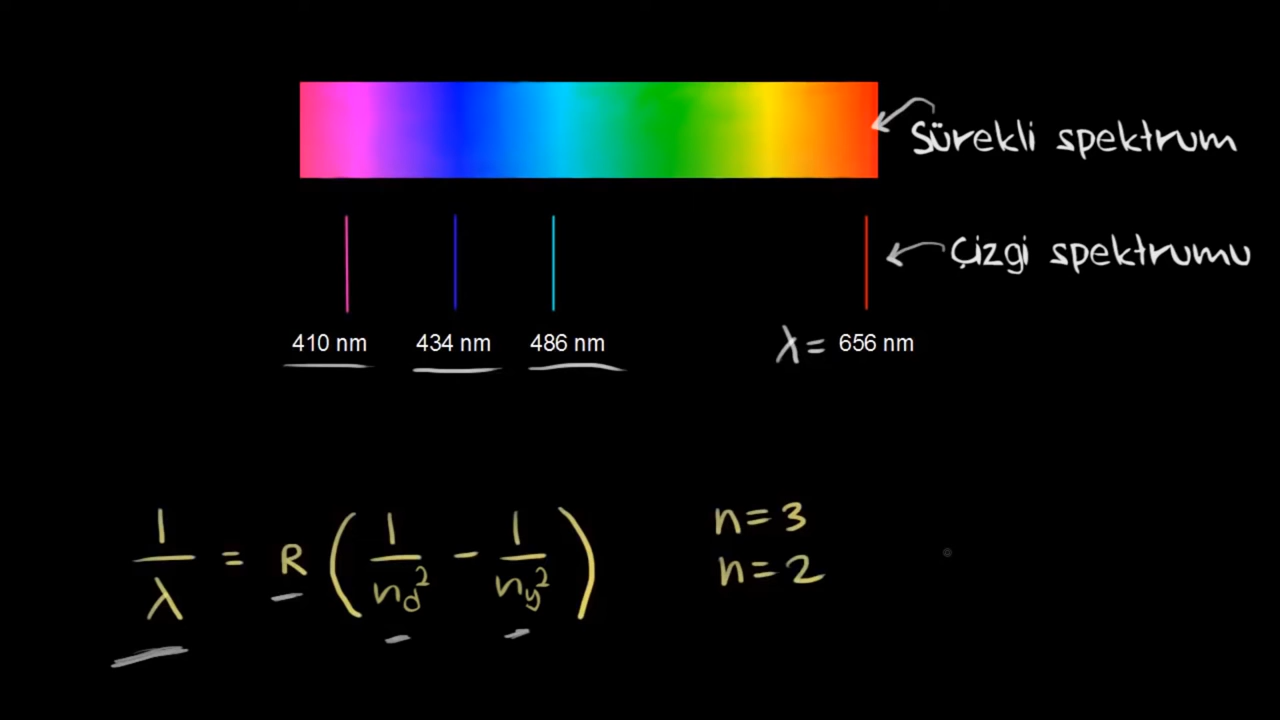 Sürekli spektrum
Çizgi spektrumu
410 nm 434 nm 486 nm λ = 656 nm
1/λ = R (1/n_d² − 1/n_y²)
n = 3
n = 2